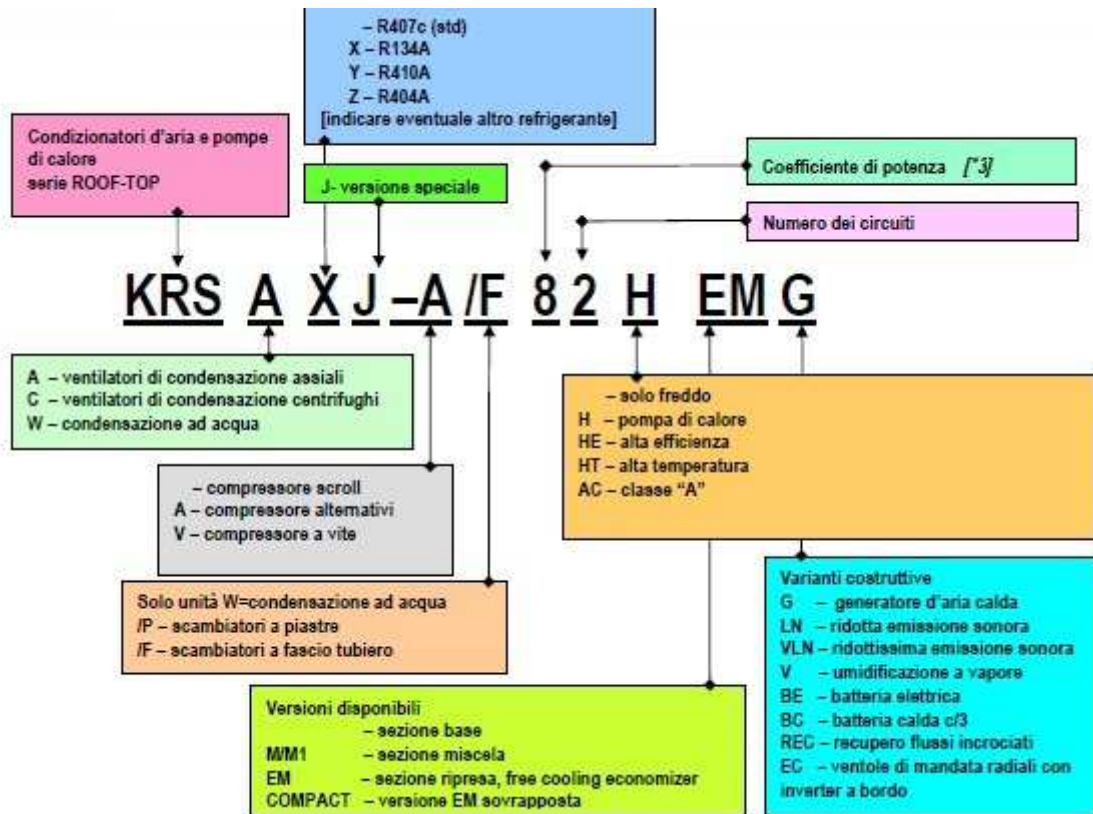 – R407c (std)
X – R134A
Y – R410A
Z – R404A
[indicare eventuale altro refrigerante]
Condizionatori d'aria e pompe
di calore
serie ROOF-TOP
J- versione speciale
Coefficiente di potenza [*3]
Numero dei circuiti
KRS A X J –A /F 8 2 H EM G
A – ventilatori di condensazione assiali
C – ventilatori di condensazione centrifughi
W – condensazione ad acqua
– solo freddo
H – pompa di calore
HE – alta efficienza
HT – alta temperatura
AC – classe "A"
– compressore scroll
A – compressore alternativi
V – compressore a vite
Solo unità W=condensazione ad acqua
/P – scambiatori a piastre
/F – scambiatori a fascio tubiero
Varianti costruttive
G – generatore d'aria calda
LN – ridotta emissione sonora
VLN – ridottissima emissione sonora
V – umidificazione a vapore
BE – batteria elettrica
BC – batteria calda c/3
REC – recupero flussi incrociati
EC – ventole di mandata radiali con
inverter a bordo
Versioni disponibili
– sezione base
M/M1 – sezione miscela
EM – sezione ripresa, free cooling economizer
COMPACT – versione EM sovrapposta